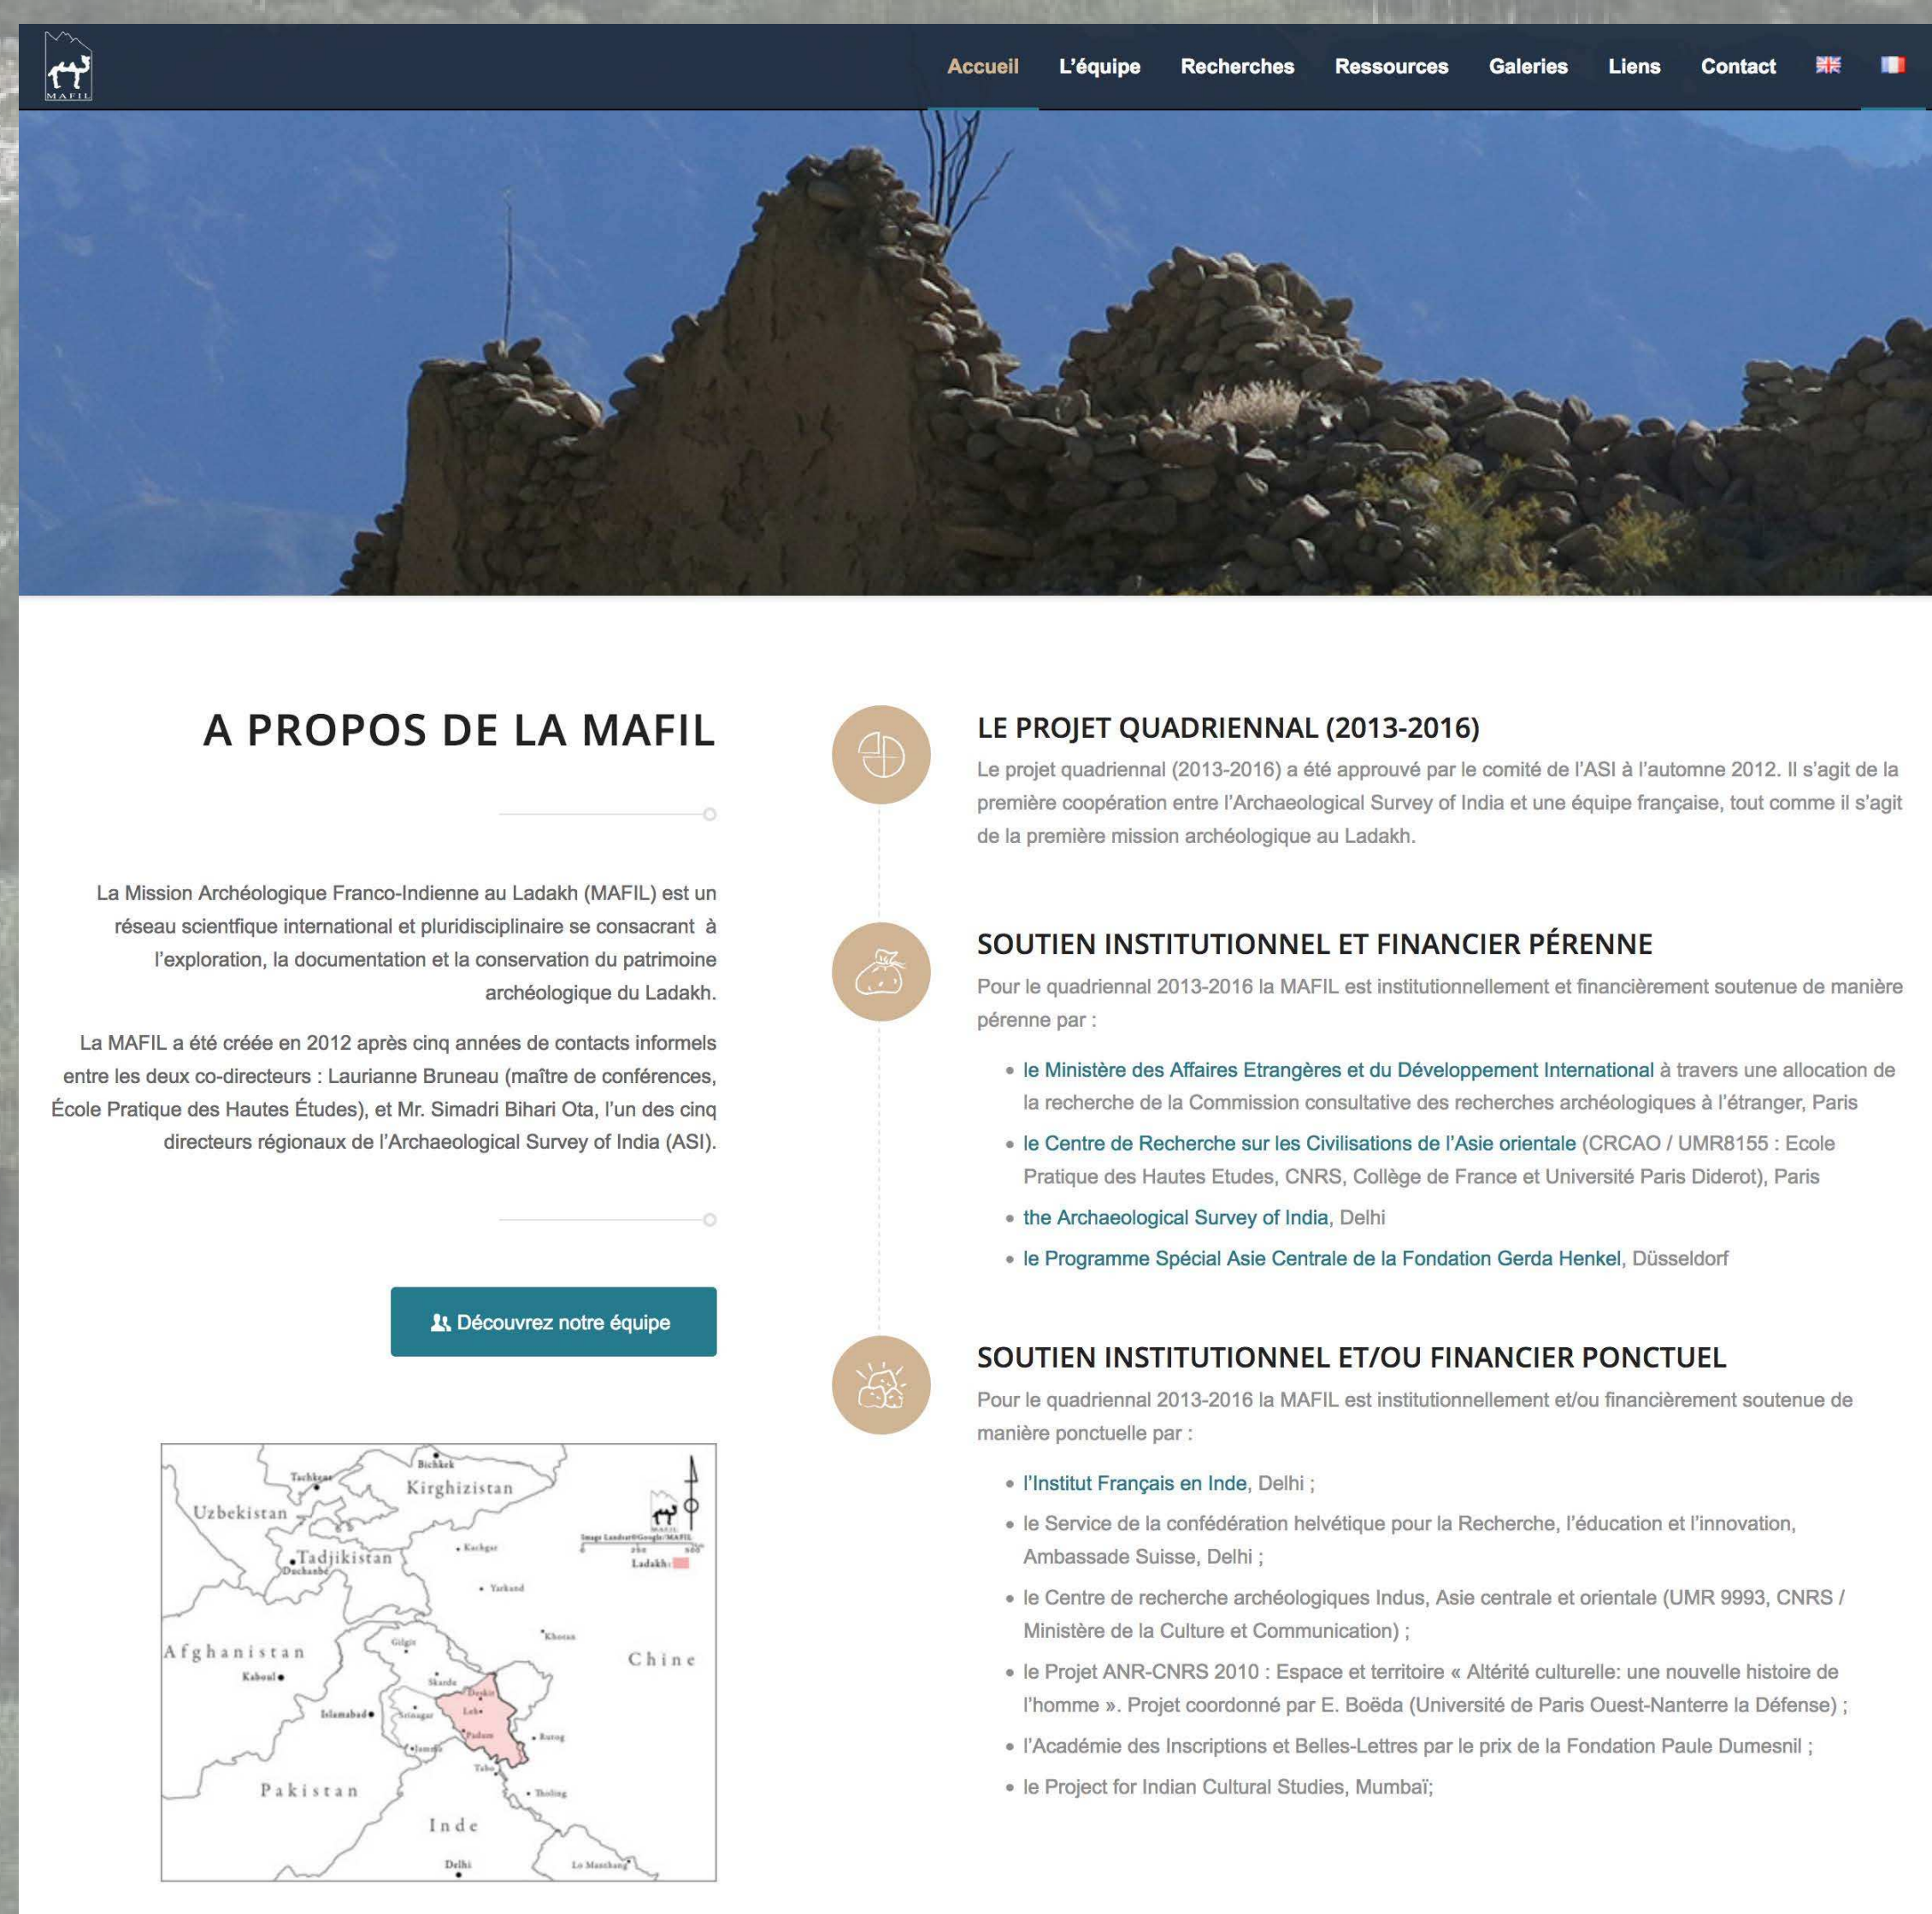 MAFIL
Accueil L'équipe Recherches Ressources Galeries Liens Contact
A PROPOS DE LA MAFIL
La Mission Archéologique Franco-Indienne au Ladakh (MAFIL) est un
réseau scientfique international et pluridisciplinaire se consacrant à
l'exploration, la documentation et la conservation du patrimoine
archéologique du Ladakh.
La MAFIL a été créée en 2012 après cinq années de contacts informels
entre les deux co-directeurs : Laurianne Bruneau (maître de conférences,
École Pratique des Hautes Études), et Mr. Simadri Bihari Ota, l'un des cinq
directeurs régionaux de l'Archaeological Survey of India (ASI).
Découvrez notre équipe
Bichkek
Tachkent
Kirghizistan
Uzbekistan
MAFIL
Image Landsat©Google/MAFIL
0 250 500
Kachgar
Tadjikistan
Ladakh:
Duchanbé
Yarkand
Khotan
Gilgit
Afghanistan
Chine
Kaboul
Skardu
Deskit
Islamabad
Srinagar
Leh
Padum
Rutog
Jammu
Tabo
Pakistan
Tholing
Inde
Delhi
Lo Manthang
LE PROJET QUADRIENNAL (2013-2016)
Le projet quadriennal (2013-2016) a été approuvé par le comité de l'ASI à l'automne 2012. Il s'agit de la
première coopération entre l'Archaeological Survey of India et une équipe française, tout comme il s'agit
de la première mission archéologique au Ladakh.
SOUTIEN INSTITUTIONNEL ET FINANCIER PÉRENNE
Pour le quadriennal 2013-2016 la MAFIL est institutionnellement et financièrement soutenue de manière
pérenne par :
• le Ministère des Affaires Etrangères et du Développement International à travers une allocation de
la recherche de la Commission consultative des recherches archéologiques à l'étranger, Paris
• le Centre de Recherche sur les Civilisations de l'Asie orientale (CRCAO / UMR8155 : Ecole
Pratique des Hautes Etudes, CNRS, Collège de France et Université Paris Diderot), Paris
• the Archaeological Survey of India, Delhi
• le Programme Spécial Asie Centrale de la Fondation Gerda Henkel, Düsseldorf
SOUTIEN INSTITUTIONNEL ET/OU FINANCIER PONCTUEL
Pour le quadriennal 2013-2016 la MAFIL est institutionnellement et/ou financièrement soutenue de
manière ponctuelle par :
• l'Institut Français en Inde, Delhi ;
• le Service de la confédération helvétique pour la Recherche, l'éducation et l'innovation,
Ambassade Suisse, Delhi ;
• le Centre de recherche archéologiques Indus, Asie centrale et orientale (UMR 9993, CNRS /
Ministère de la Culture et Communication) ;
• le Projet ANR-CNRS 2010 : Espace et territoire « Altérité culturelle: une nouvelle histoire de
l'homme ». Projet coordonné par E. Boëda (Université de Paris Ouest-Nanterre la Défense) ;
• l'Académie des Inscriptions et Belles-Lettres par le prix de la Fondation Paule Dumesnil ;
• le Project for Indian Cultural Studies, Mumbaï;